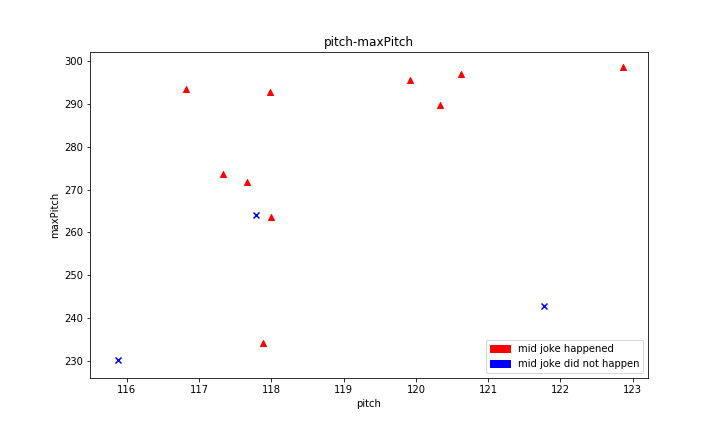 pitch-maxPitch
300
290
280
270
260
250
240
230
maxPitch
116 117 118 119 120 121 122 123
pitch
mid joke happened
mid joke did not happen